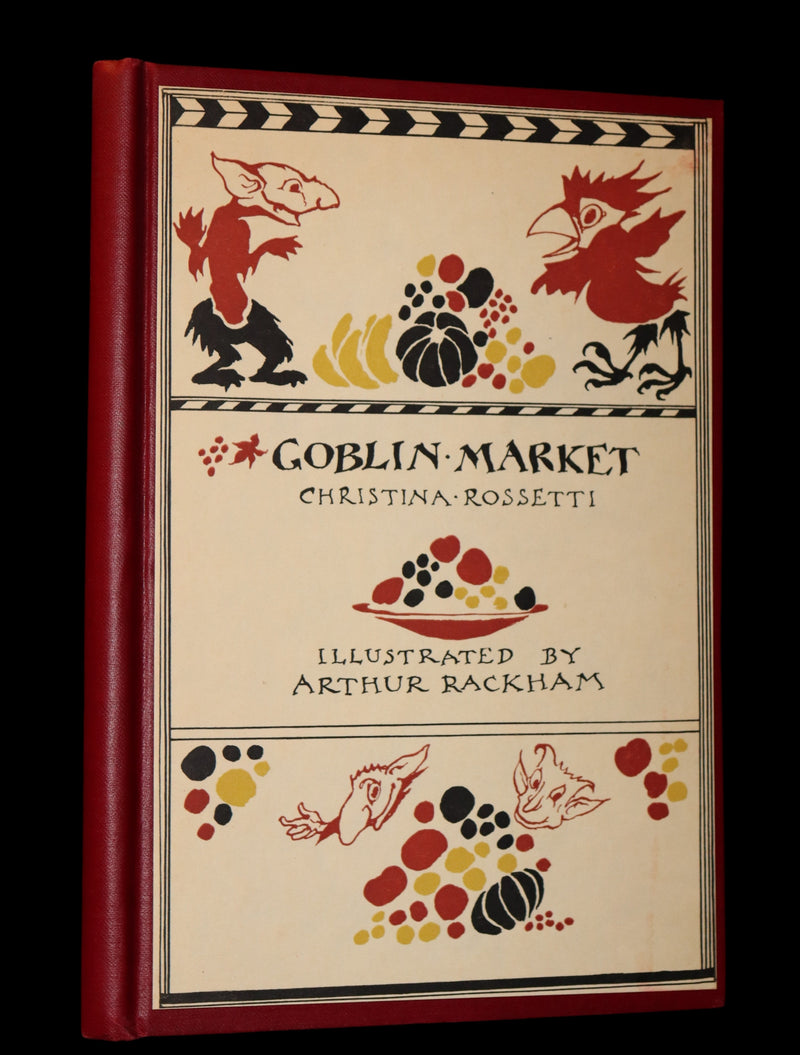 GOBLIN·MARKET
CHRISTINA·ROSSETTI
ILLUSTRATED BY
ARTHUR RACKHAM